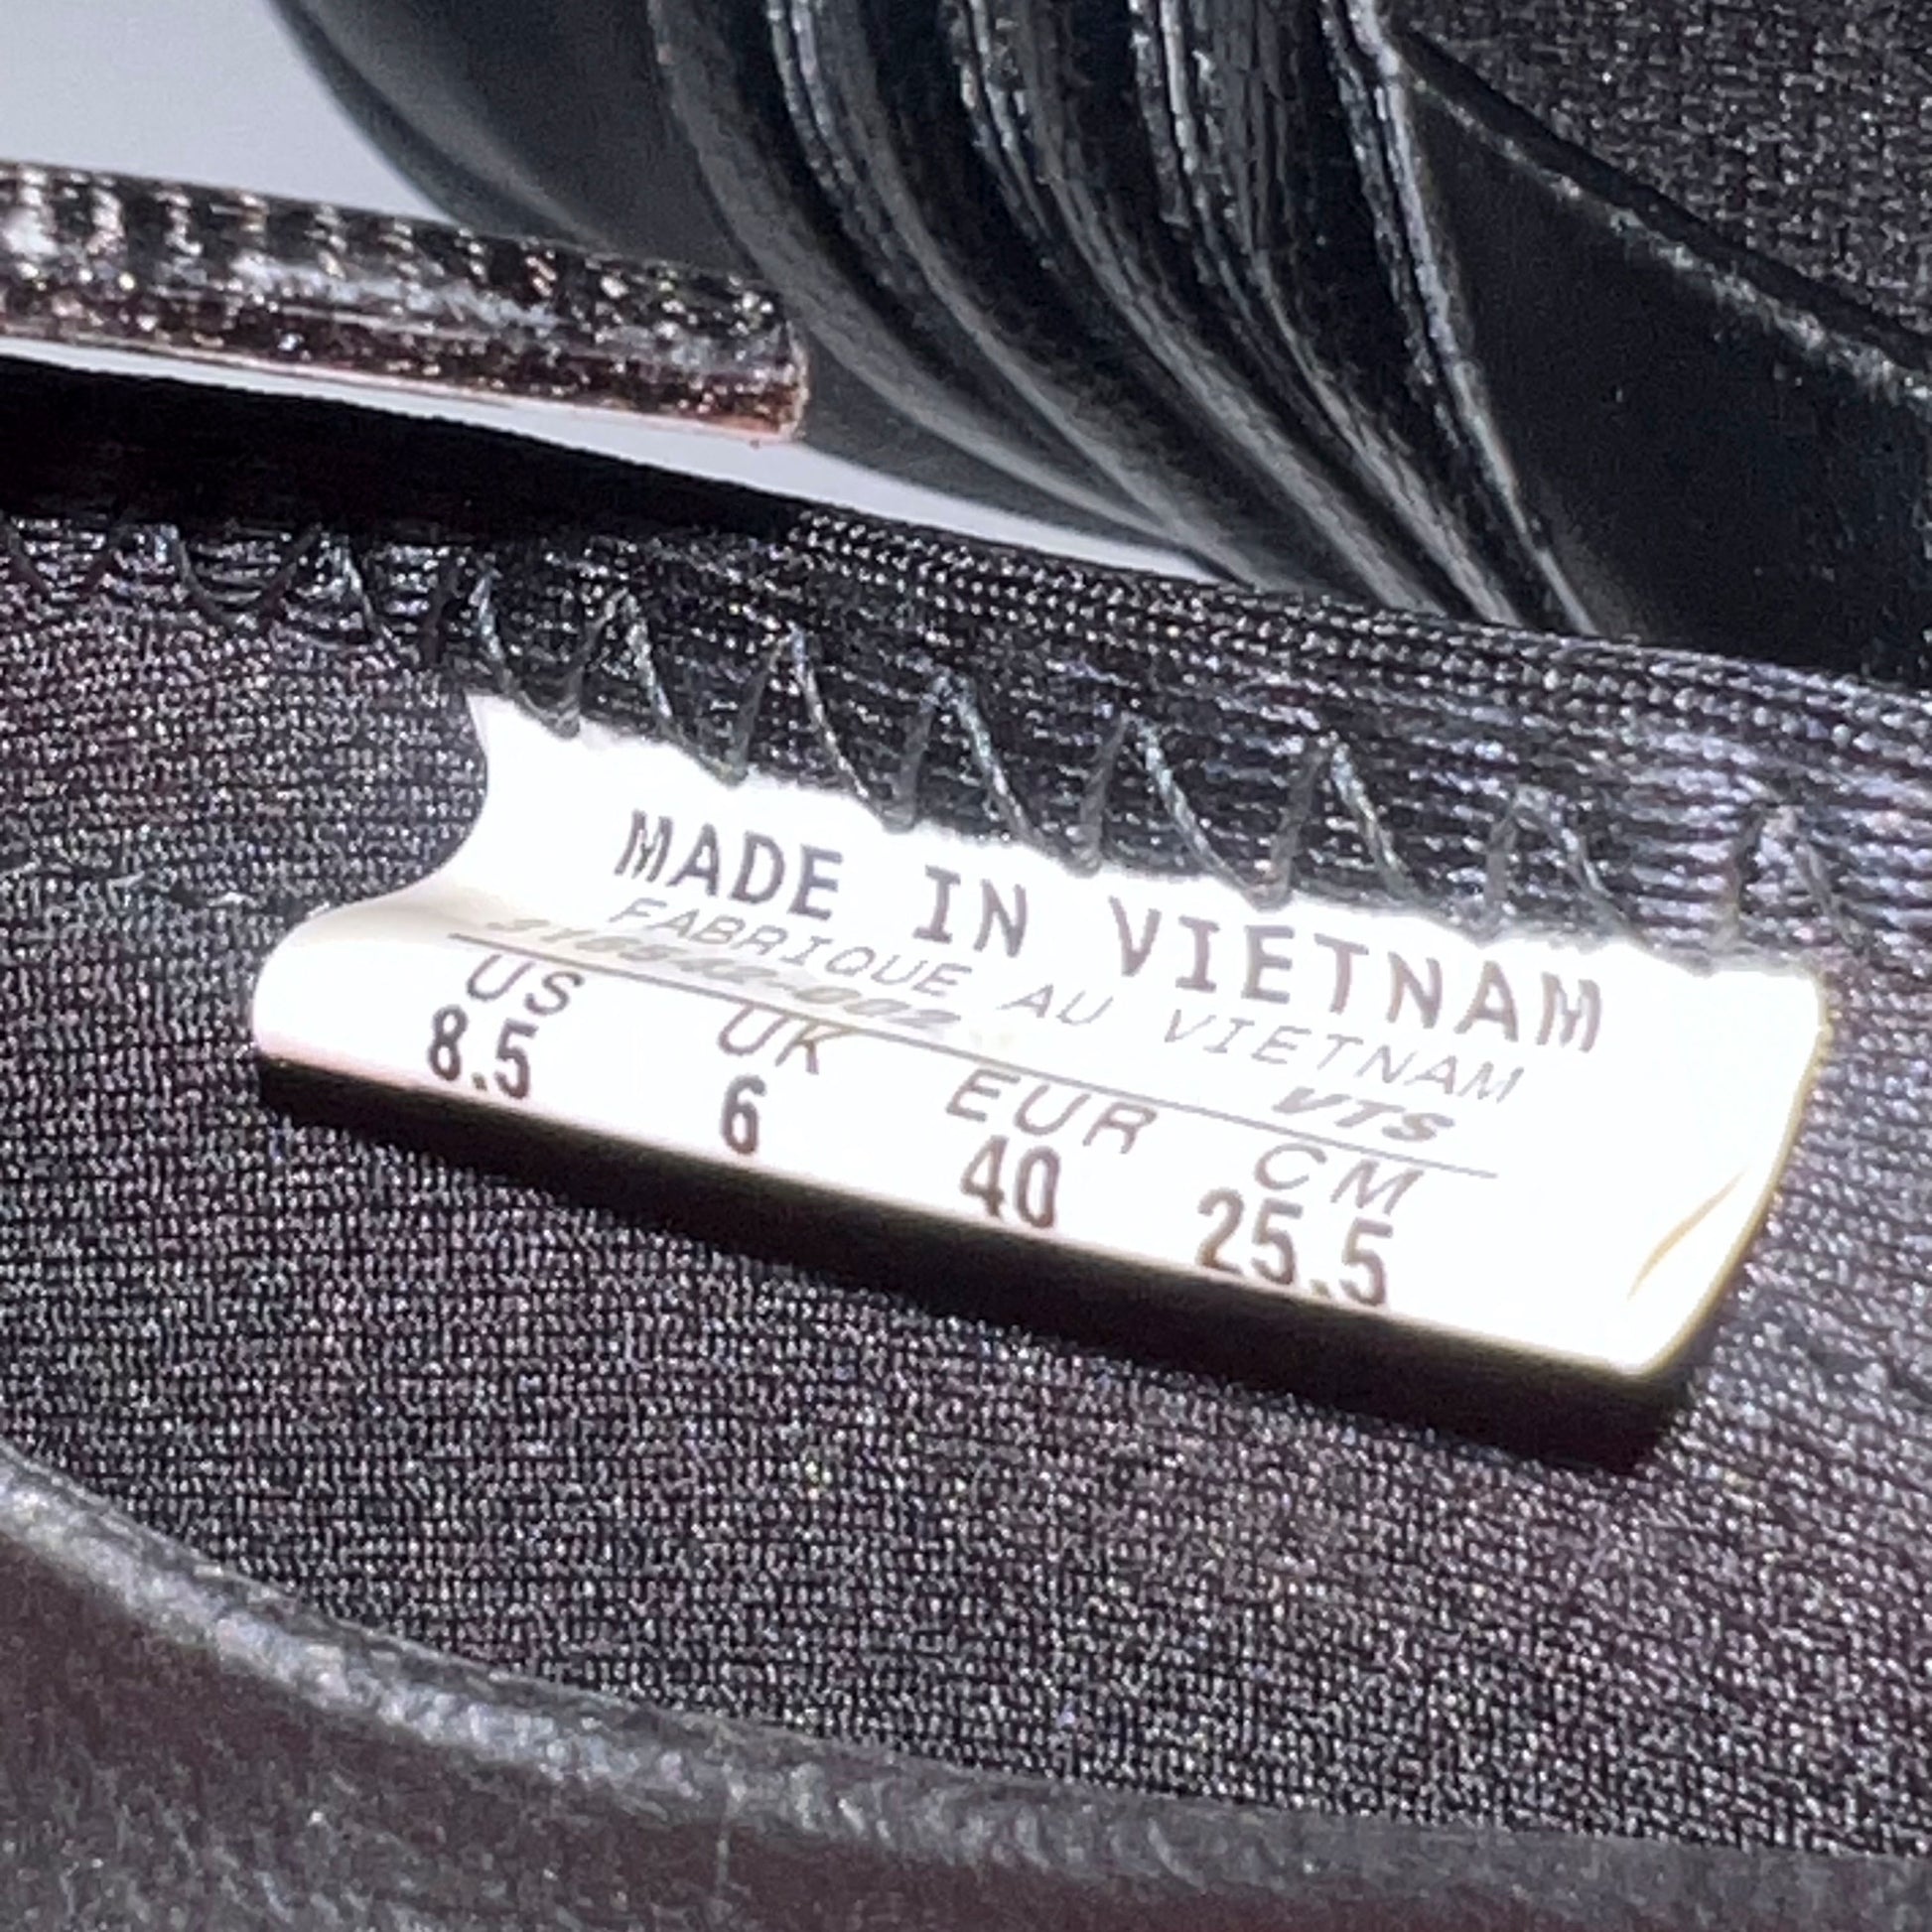 MADE IN VIETNAM
FABRIQUE AU VIETNAM
VTS
US UK EUR CM
8.5 6 40 25.5